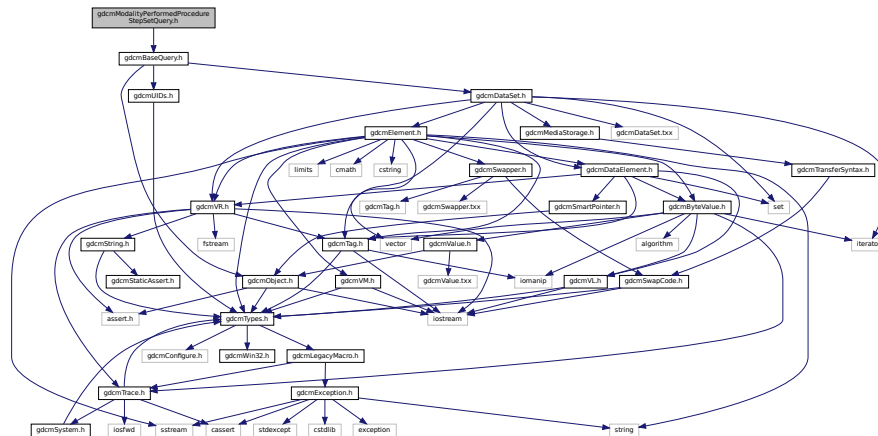 gdcmModalityPerformedProcedure
StepSetQuery.h
gdcmBaseQuery.h
gdcmUIDs.h
gdcmDataSet.h
gdcmElement.h
gdcmMediaStorage.h
gdcmDataSet.txx
limits
cmath
cstring
gdcmSwapper.h
gdcmDataElement.h
gdcmTransferSyntax.h
gdcmVR.h
gdcmTag.h
gdcmSwapper.txx
gdcmSmartPointer.h
gdcmByteValue.h
set
gdcmString.h
fstream
gdcmTag.h
vector
gdcmValue.h
algorithm
iterator
gdcmStaticAssert.h
gdcmObject.h
gdcmVM.h
gdcmValue.txx
iomanip
gdcmVL.h
gdcmSwapCode.h
assert.h
gdcmTypes.h
iostream
gdcmConfigure.h
gdcmWin32.h
gdcmLegacyMacro.h
gdcmTrace.h
gdcmException.h
gdcmSystem.h
iosfwd
sstream
cassert
stdexcept
cstdlib
exception
string